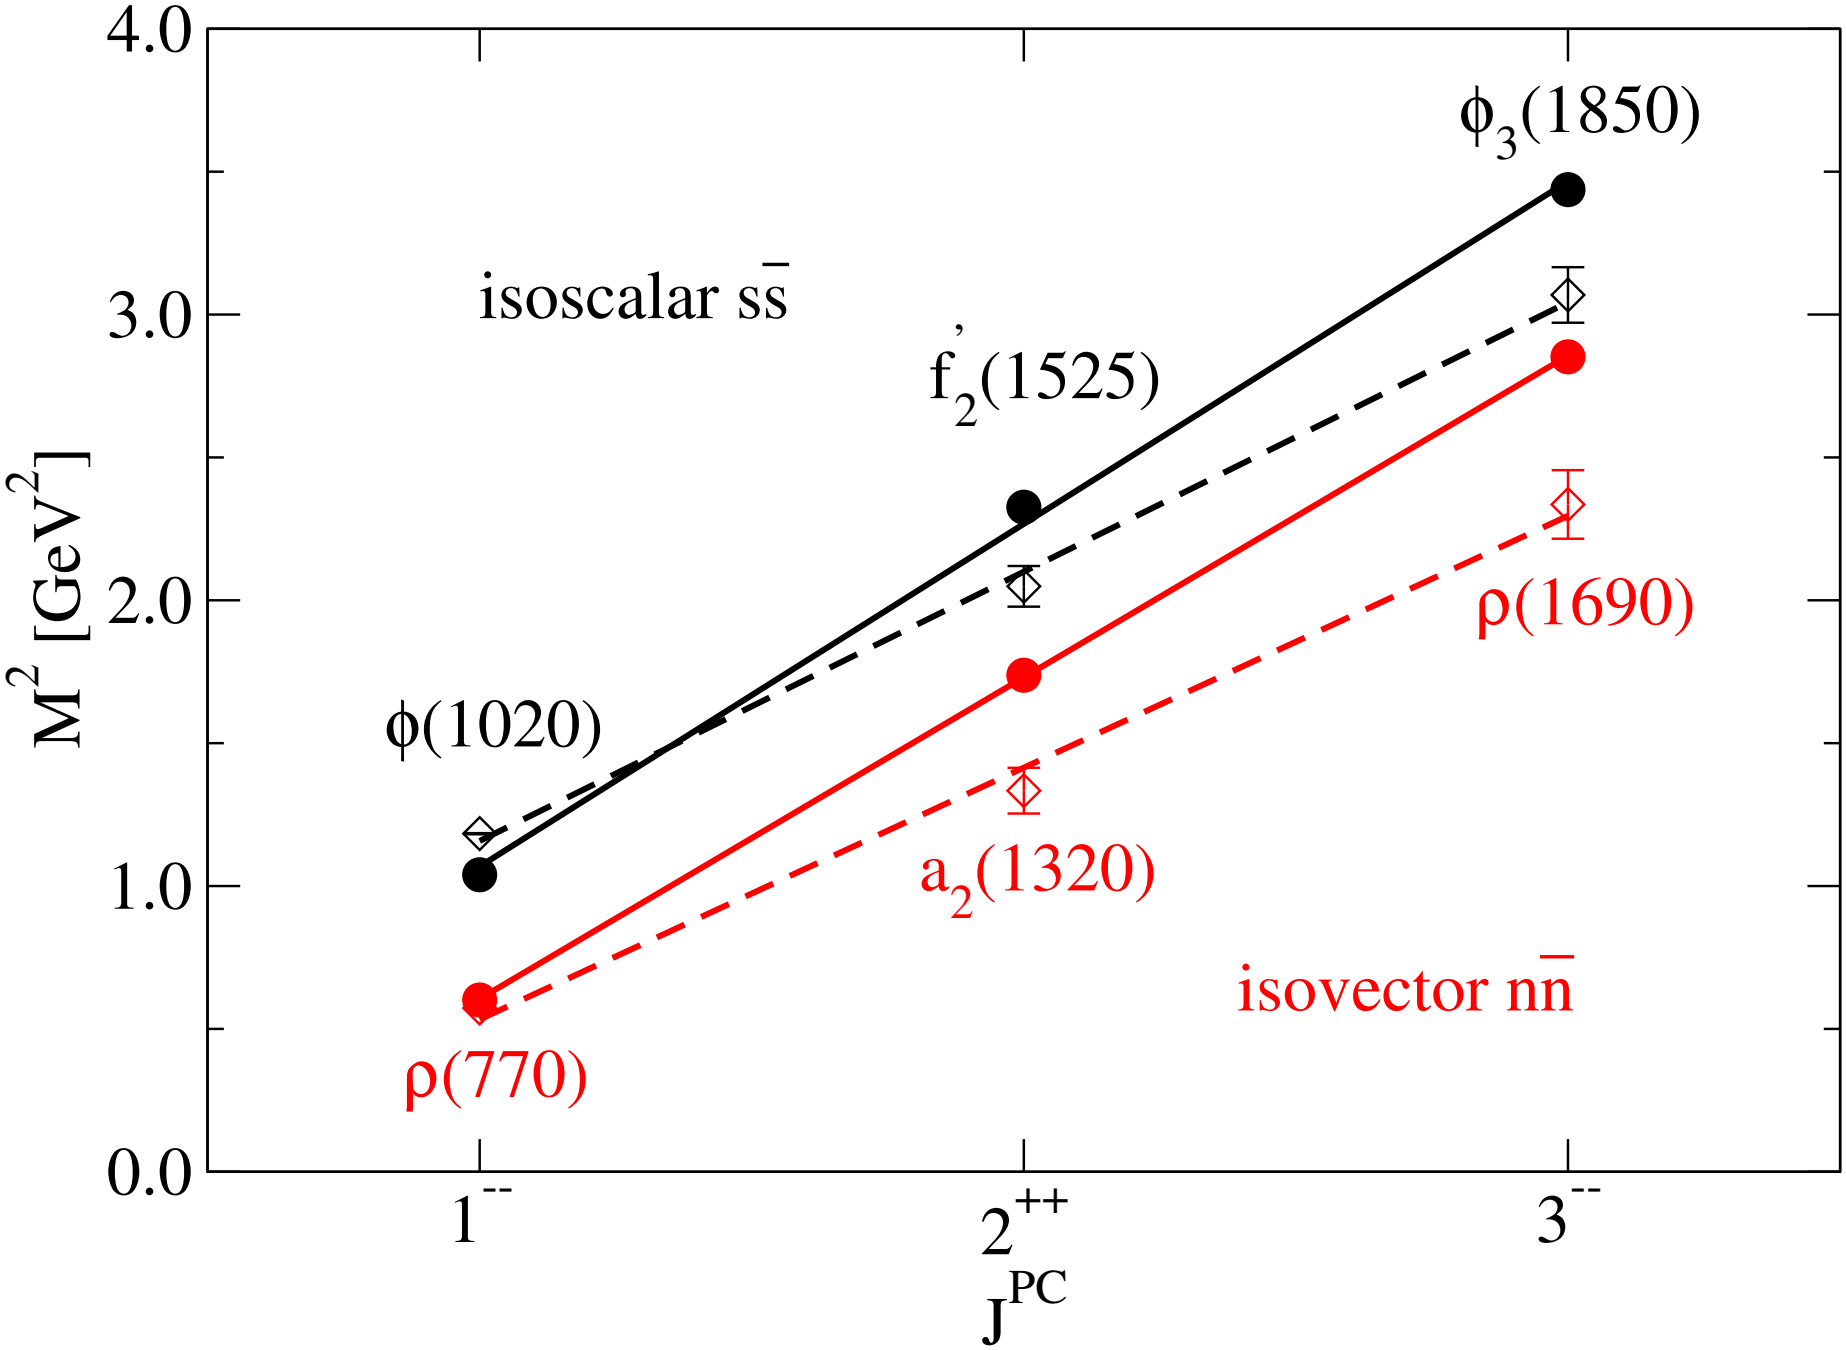 4.0
ϕ₃(1850)
isoscalar ss̄
3.0
f₂'(1525)
M² [GeV²]
2.0
ρ(1690)
ϕ(1020)
a₂(1320)
1.0
isovector nn̄
ρ(770)
0.0
1⁻⁻ 2⁺⁺ 3⁻⁻
Jᴾꟲ